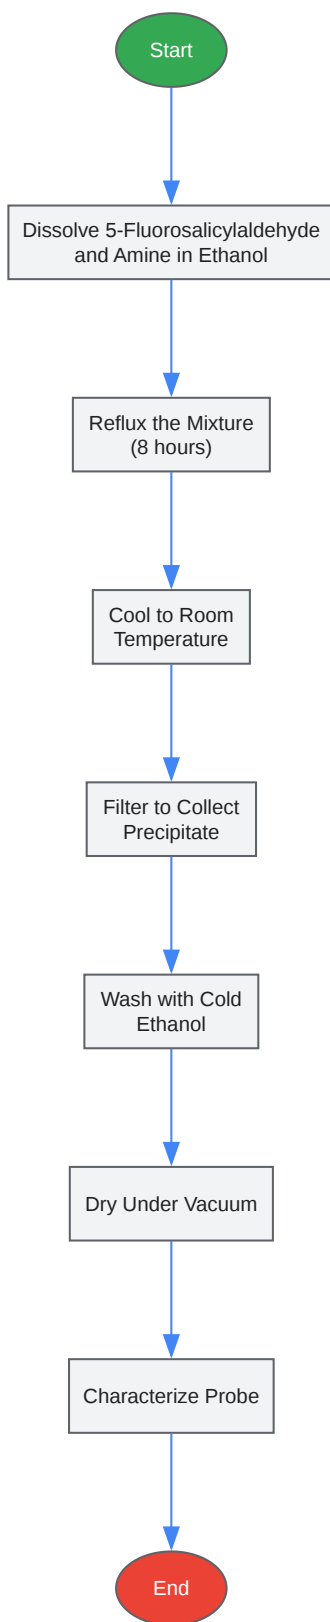 Start
Dissolve 5-Fluorosalicylaldehyde
and Amine in Ethanol
Reflux the Mixture
(8 hours)
Cool to Room
Temperature
Filter to Collect
Precipitate
Wash with Cold
Ethanol
Dry Under Vacuum
Characterize Probe
End